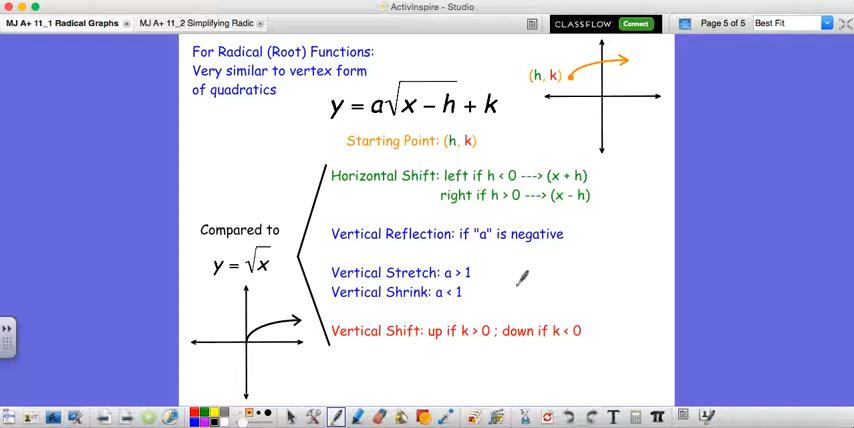 ActivInspire - Studio
MJ A+ 11_1 Radical Graphs
MJ A+ 11_2 Simplifying Radic
CLASSFLOW Connect
Page 5 of 5
Best Fit
For Radical (Root) Functions:
Very similar to vertex form
of quadratics
y = a√(x − h) + k
(h, k)
Starting Point: (h, k)
Horizontal Shift: left if h < 0 ---> (x + h)
right if h > 0 ---> (x - h)
Compared to
y = √x
Vertical Reflection: if "a" is negative
Vertical Stretch: a > 1
Vertical Shrink: a < 1
Vertical Shift: up if k > 0 ; down if k < 0